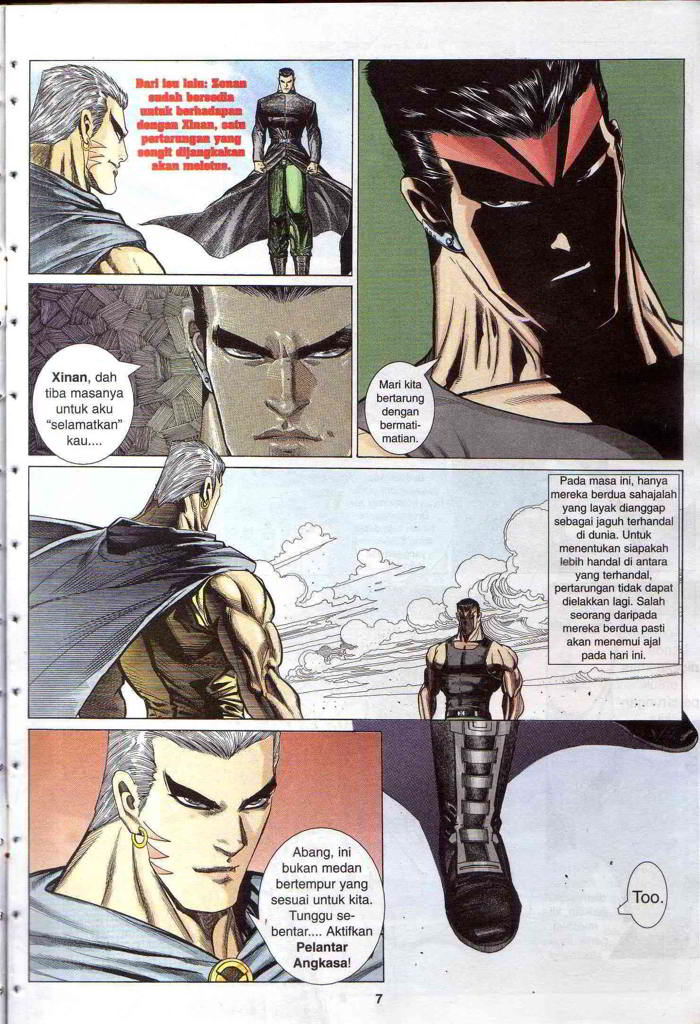 Dari isu lain: Xonan
sudah bersedia
untuk berhadapan
dengan Xinan, satu
pertarungan yang
sengit dijangkakan
akan meletus.
Mari kita
bertarung
dengan
bermati-
matian.
Xinan, dah
tiba masanya
untuk aku
“selamatkan”
kau....
Pada masa ini, hanya
mereka berdua sahajalah
yang layak dianggap
sebagai jaguh terhandal
di dunia. Untuk
menentukan siapakah
lebih handal di antara
yang terhandal,
pertarungan tidak dapat
dielakkan lagi. Salah
seorang daripada
mereka berdua pasti
akan menemui ajal
pada hari ini.
Abang, ini
bukan medan
bertempur yang
sesuai untuk kita.
Tunggu se-
bentar.... Aktifkan
Pelantar
Angkasa!
Too.
7